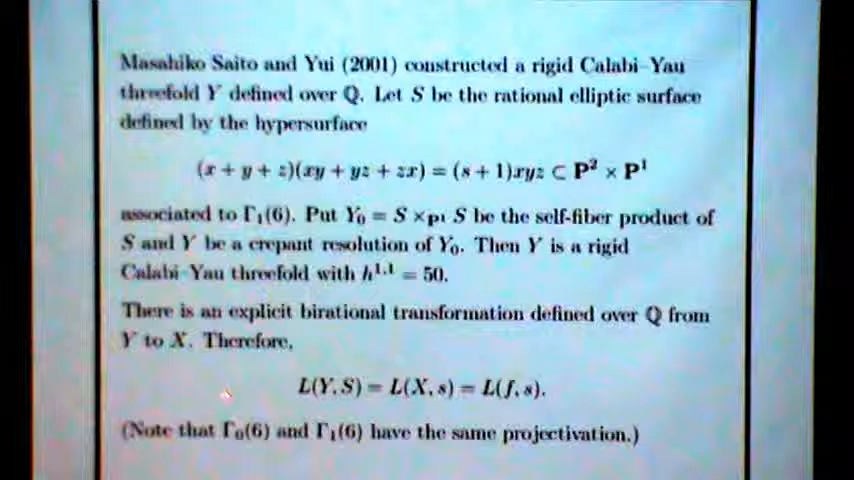 Masahiko Saito and Yui (2001) constructed a rigid Calabi–Yau
threefold Y defined over ℚ. Let S be the rational elliptic surface
defined by the hypersurface
(x + y + z)(xy + yz + zx) = (s + 1)xyz ⊂ P² × P¹
associated to Γ₁(6). Put Y₀ = S ×_P¹ S be the self-fiber product of
S and Y be a crepant resolution of Y₀. Then Y is a rigid
Calabi–Yau threefold with h¹,¹ = 50.
There is an explicit birational transformation defined over ℚ from
Y to X. Therefore,
L(Y, S) = L(X, s) = L(f, s).
(Note that Γ₀(6) and Γ₁(6) have the same projectivation.)